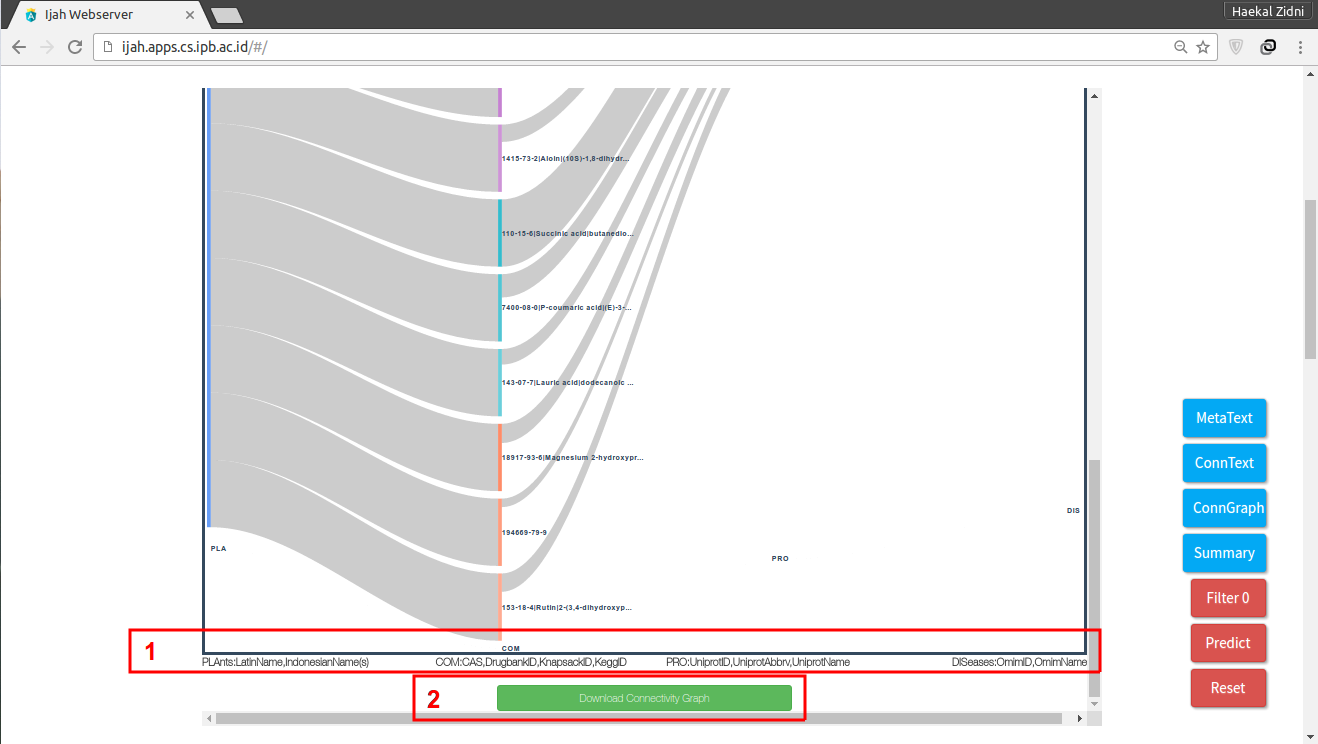 Ijah Webserver
Haekal Zidni
ijah.apps.cs.ipb.ac.id/#/
1415-73-2|Aloin|(10S)-1,8-dihydr...
110-15-6|Succinic acid|butanedio...
7400-08-0|P-coumaric acid|(E)-3-...
143-07-7|Lauric acid|dodecanoic ...
18917-93-6|Magnesium 2-hydroxypr...
194669-79-9
153-18-4|Rutin|2-(3,4-dihydroxyp...
PLA
COM
PRO
DIS
MetaText
ConnText
ConnGraph
Summary
Filter 0
Predict
Reset
1
PLAnts:LatinName,IndonesianName(s)
COM:CAS,DrugbankID,KnapsackID,KeggID
PRO:UniprotID,UniprotAbbrv,UniprotName
DISeases:OmimID,OmimName
2
Download Connectivity Graph